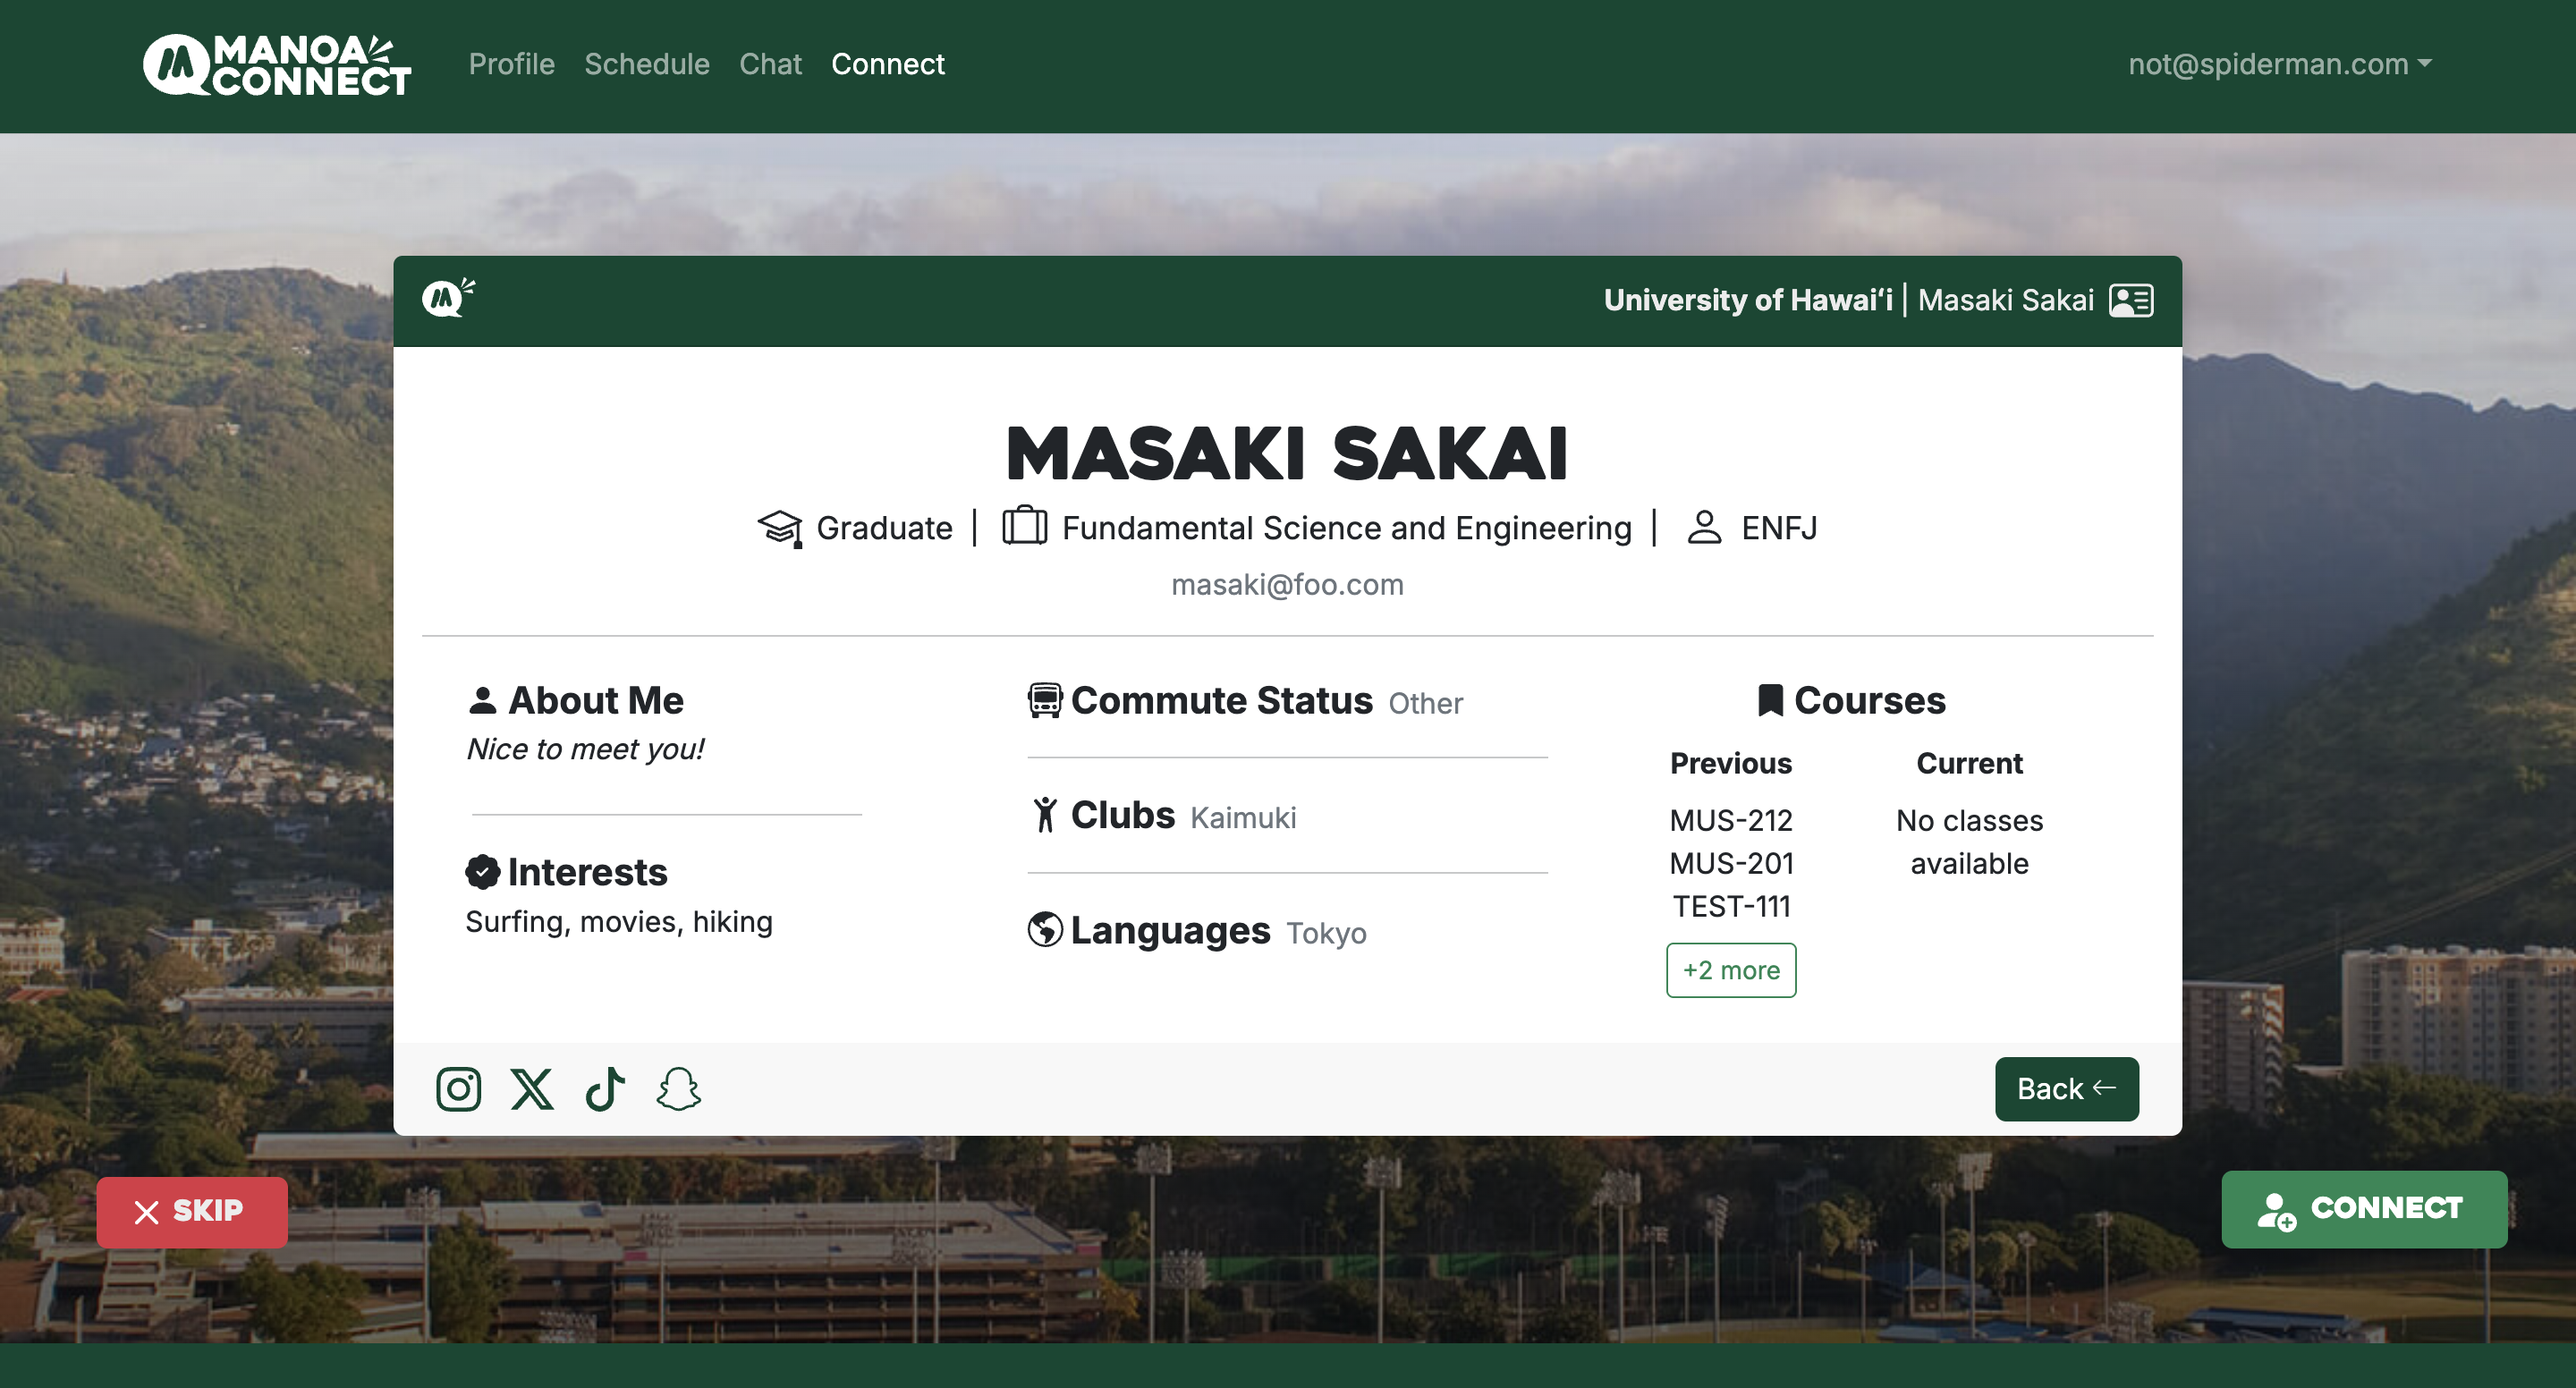 MANOA CONNECT
Profile Schedule Chat Connect
not@spiderman.com
University of Hawaiʻi | Masaki Sakai
MASAKI SAKAI
Graduate | Fundamental Science and Engineering | ENFJ
masaki@foo.com
About Me
Nice to meet you!
Interests
Surfing, movies, hiking
Commute Status Other
Clubs Kaimuki
Languages Tokyo
Courses
Previous
MUS-212
MUS-201
TEST-111
+2 more
Current
No classes
available
Back ←
SKIP
CONNECT